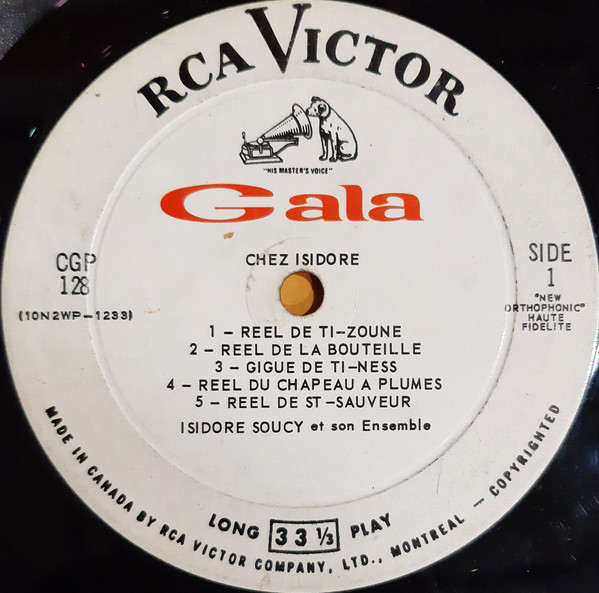 RCA VICTOR
"HIS MASTER'S VOICE"
Gala
CHEZ ISIDORE
CGP
128
(10N2WP-1233)
SIDE
1
"NEW
ORTHOPHONIC"
HAUTE
FIDELITE
1 - REEL DE TI-ZOUNE
2 - REEL DE LA BOUTEILLE
3 - GIGUE DE TI-NESS
4 - REEL DU CHAPEAU A PLUMES
5 - REEL DE ST-SAUVEUR
ISIDORE SOUCY et son Ensemble
LONG 33 ⅓ PLAY
MADE IN CANADA BY RCA VICTOR COMPANY, LTD., MONTREAL — COPYRIGHTED